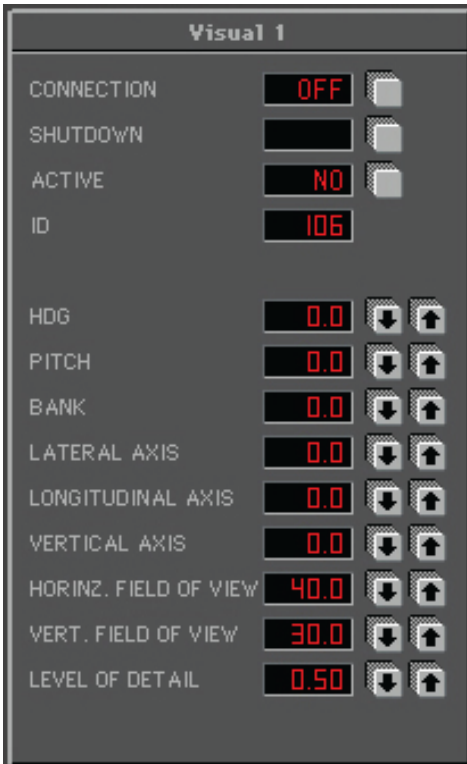 Visual 1
CONNECTION OFF
SHUTDOWN
ACTIVE NO
ID 106
HDG 0.0
PITCH 0.0
BANK 0.0
LATERAL AXIS 0.0
LONGITUDINAL AXIS 0.0
VERTICAL AXIS 0.0
HORINZ. FIELD OF VIEW 40.0
VERT. FIELD OF VIEW 30.0
LEVEL OF DETAIL 0.50